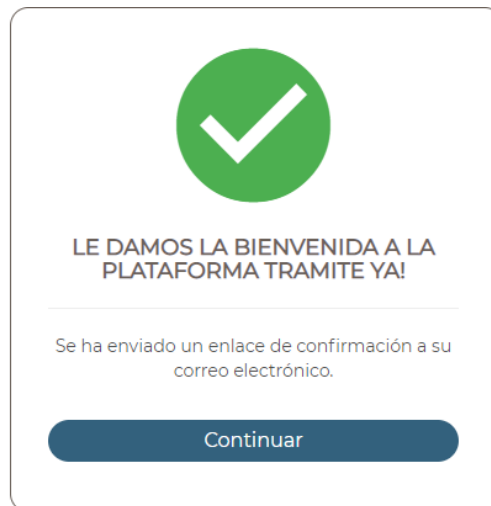 LE DAMOS LA BIENVENIDA A LA
PLATAFORMA TRAMITE YA!
Se ha enviado un enlace de confirmación a su
correo electrónico.
Continuar